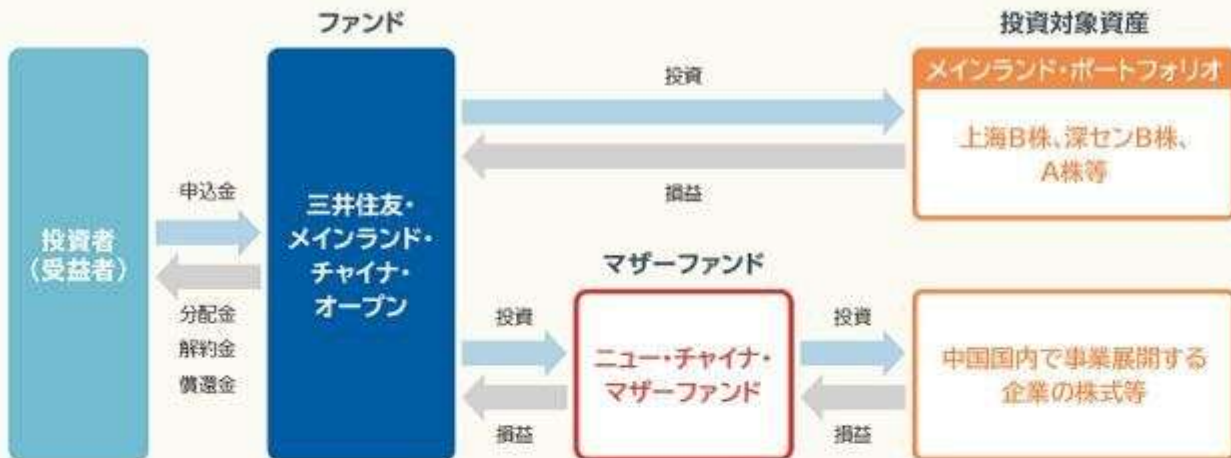 ファンド
投資対象資産
投資者
（受益者）
申込金
分配金
解約金
償還金
三井住友・
メインランド・
チャイナ・
オープン
投資
損益
メインランド・ポートフォリオ
上海B株、深センB株、
A株等
マザーファンド
投資
損益
ニュー・チャイナ・
マザーファンド
投資
損益
中国国内で事業展開する
企業の株式等